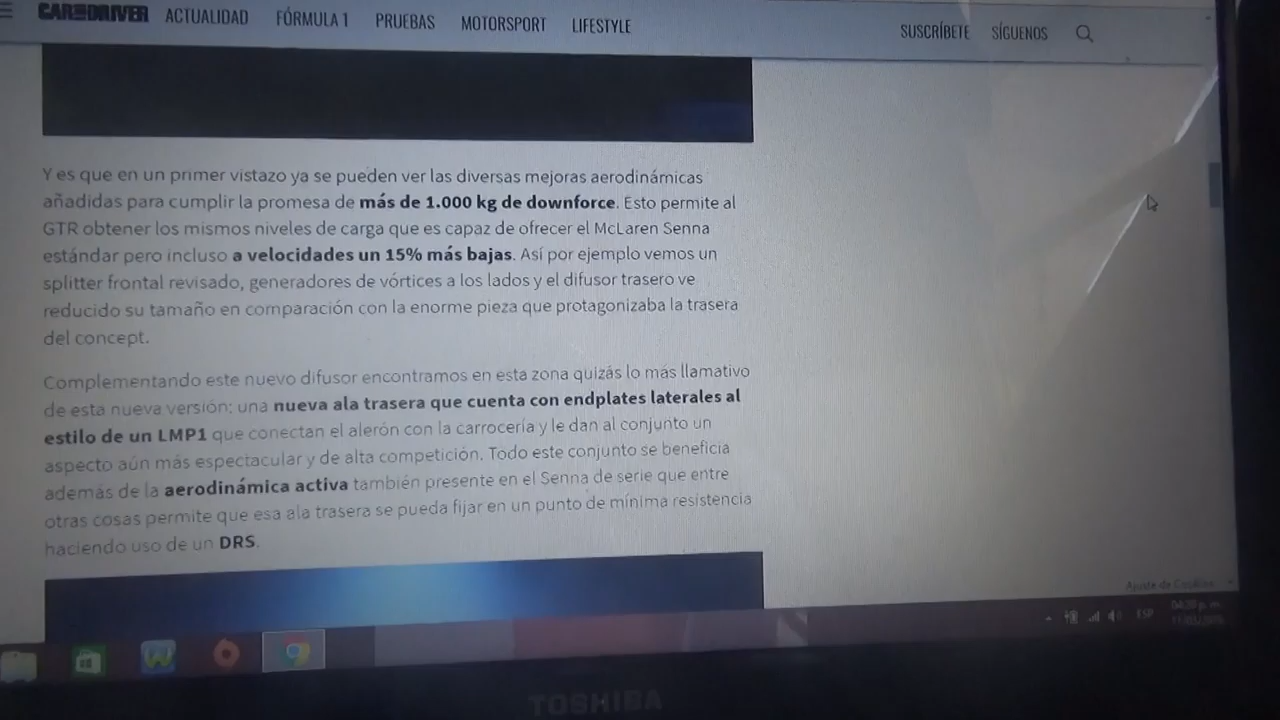 CAR AND DRIVER ACTUALIDAD FÓRMULA 1 PRUEBAS MOTORSPORT LIFESTYLE SUSCRÍBETE SÍGUENOS
Y es que en un primer vistazo ya se pueden ver las diversas mejoras aerodinámicas
añadidas para cumplir la promesa de más de 1.000 kg de downforce. Esto permite al
GTR obtener los mismos niveles de carga que es capaz de ofrecer el McLaren Senna
estándar pero incluso a velocidades un 15% más bajas. Así por ejemplo vemos un
splitter frontal revisado, generadores de vórtices a los lados y el difusor trasero ve
reducido su tamaño en comparación con la enorme pieza que protagonizaba la trasera
del concept.
Complementando este nuevo difusor encontramos en esta zona quizás lo más llamativo
de esta nueva versión: una nueva ala trasera que cuenta con endplates laterales al
estilo de un LMP1 que conectan el alerón con la carrocería y le dan al conjunto un
aspecto aún más espectacular y de alta competición. Todo este conjunto se beneficia
además de la aerodinámica activa también presente en el Senna de serie que entre
otras cosas permite que esa ala trasera se pueda fijar en un punto de mínima resistencia
haciendo uso de un DRS.
Ajuste de Cookies
ESP
04:20 p. m.
TOSHIBA